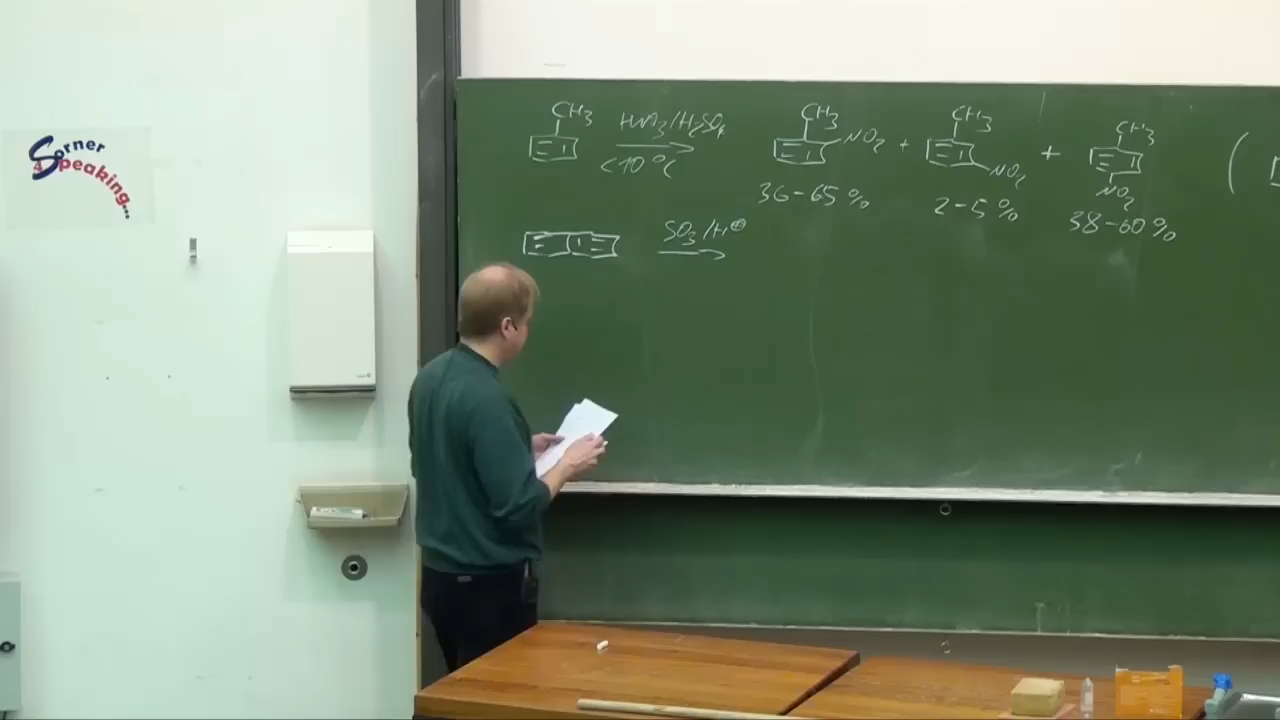 Sorner
Speaking...
CH3 HNO3/H2SO4 <10°C
CH3 NO2 + CH3 NO2 + CH3 NO2 (
36-65% 2-5% 38-60%
SO3/H⊕